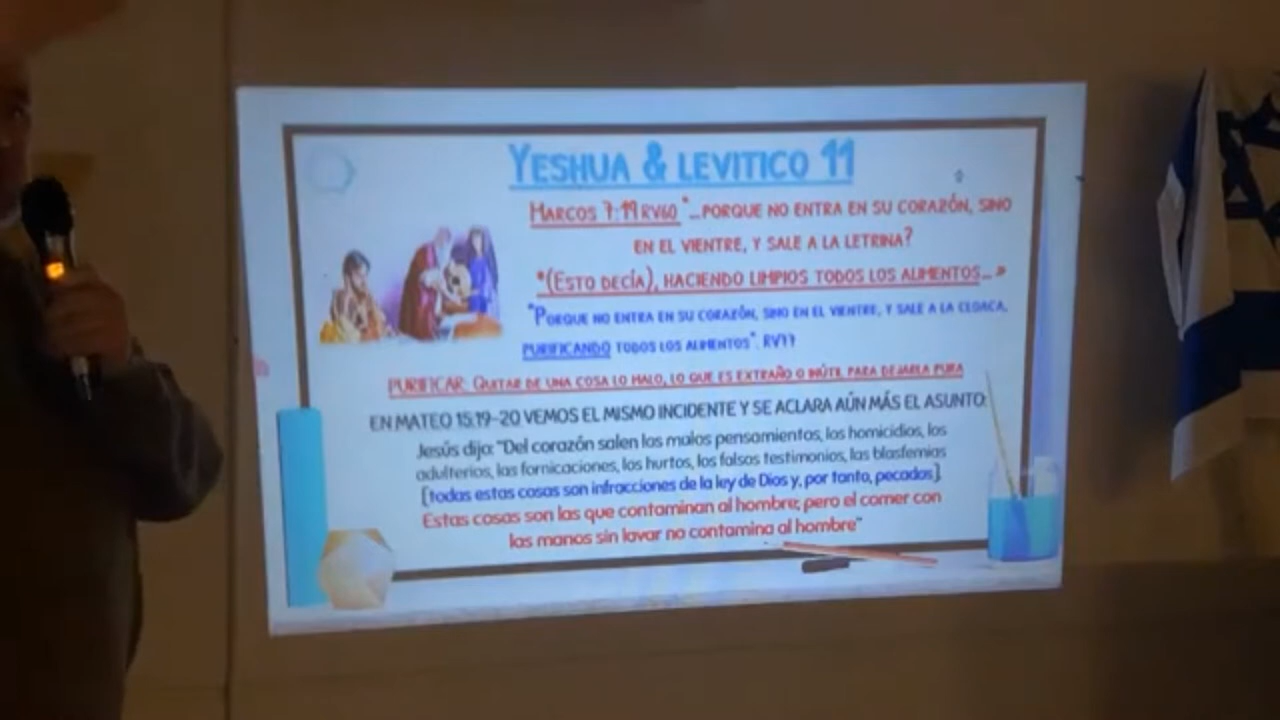 YESHUA & LEVITICO 11
MARCOS 7:19 RV60 "...PORQUE NO ENTRA EN SU CORAZÓN, SINO
EN EL VIENTRE, Y SALE A LA LETRINA?
"(ESTO DECÍA), HACIENDO LIMPIOS TODOS LOS ALIMENTOS... »
"PORQUE NO ENTRA EN SU CORAZÓN, SINO EN EL VIENTRE, Y SALE A LA CLOACA,
PURIFICANDO TODOS LOS ALIMENTOS". RV77
PURIFICAR: QUITAR DE UNA COSA LO MALO, LO QUE ES EXTRAÑO O INÚTIL PARA DEJARLA PURA
EN MATEO 15:19-20 VEMOS EL MISMO INCIDENTE Y SE ACLARA AÚN MÁS EL ASUNTO:
Jesús dijo: "Del corazón salen los malos pensamientos, los homicidios, los
adulterios, las fornicaciones, los hurtos, los falsos testimonios, las blasfemias
[todas estas cosas son infracciones de la ley de Dios y, por tanto, pecados].
Estas cosas son las que contaminan al hombre; pero el comer con
las manos sin lavar no contamina al hombre"